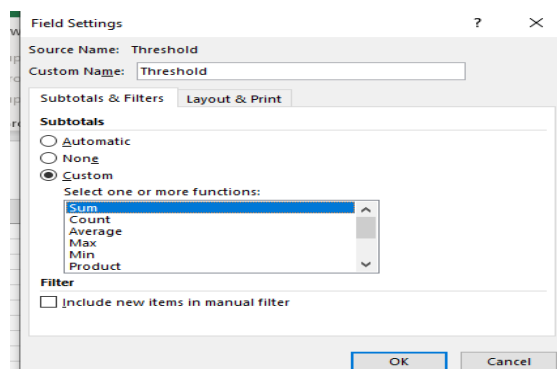 Field Settings ? ×
Source Name: Threshold
Custom Name: Threshold
Subtotals & Filters Layout & Print
Subtotals
Automatic
None
Custom
Select one or more functions:
Sum
Count
Average
Max
Min
Product
Filter
Include new items in manual filter
OK Cancel